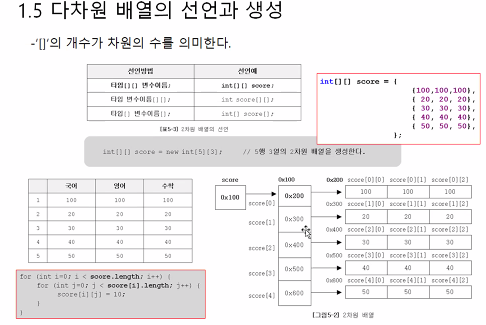 1.5 다차원 배열의 선언과 생성
-'[]'의 개수가 차원의 수를 의미한다.
선언방법 선언예
타입[][] 변수이름; int[][] score;
타입 변수이름[][]; int score[][];
타입[] 변수이름[]; int[] score[];
[표5-3] 2차원 배열의 선언
int[][] score = {
{100,100,100},
{ 20, 20, 20},
{ 30, 30, 30},
{ 40, 40, 40},
{ 50, 50, 50},
};
int[][] score = new int[5][3]; // 5행 3열의 2차원 배열을 생성한다.
국어 영어 수학
1 100 100 100
2 20 20 20
3 30 30 30
4 40 40 40
5 50 50 50
for (int i=0; i < score.length; i++) {
for (int j=0; j < score[i].length; j++) {
score[i][j] = 10;
}
}
score 0x100 0x200 score[0][0] score[0][1] score[0][2]
0x100 score[0] 0x200 100 100 100
0x300 score[1][0] score[1][1] score[1][2]
score[1] 0x300 20 20 20
0x400 score[2][0] score[2][1] score[2][2]
score[2] 0x400 30 30 30
0x500 score[3][0] score[3][1] score[3][2]
score[3] 0x500 40 40 40
0x600 score[4][0] score[4][1] score[4][2]
score[4] 0x600 50 50 50
[그림5-2] 2차원 배열